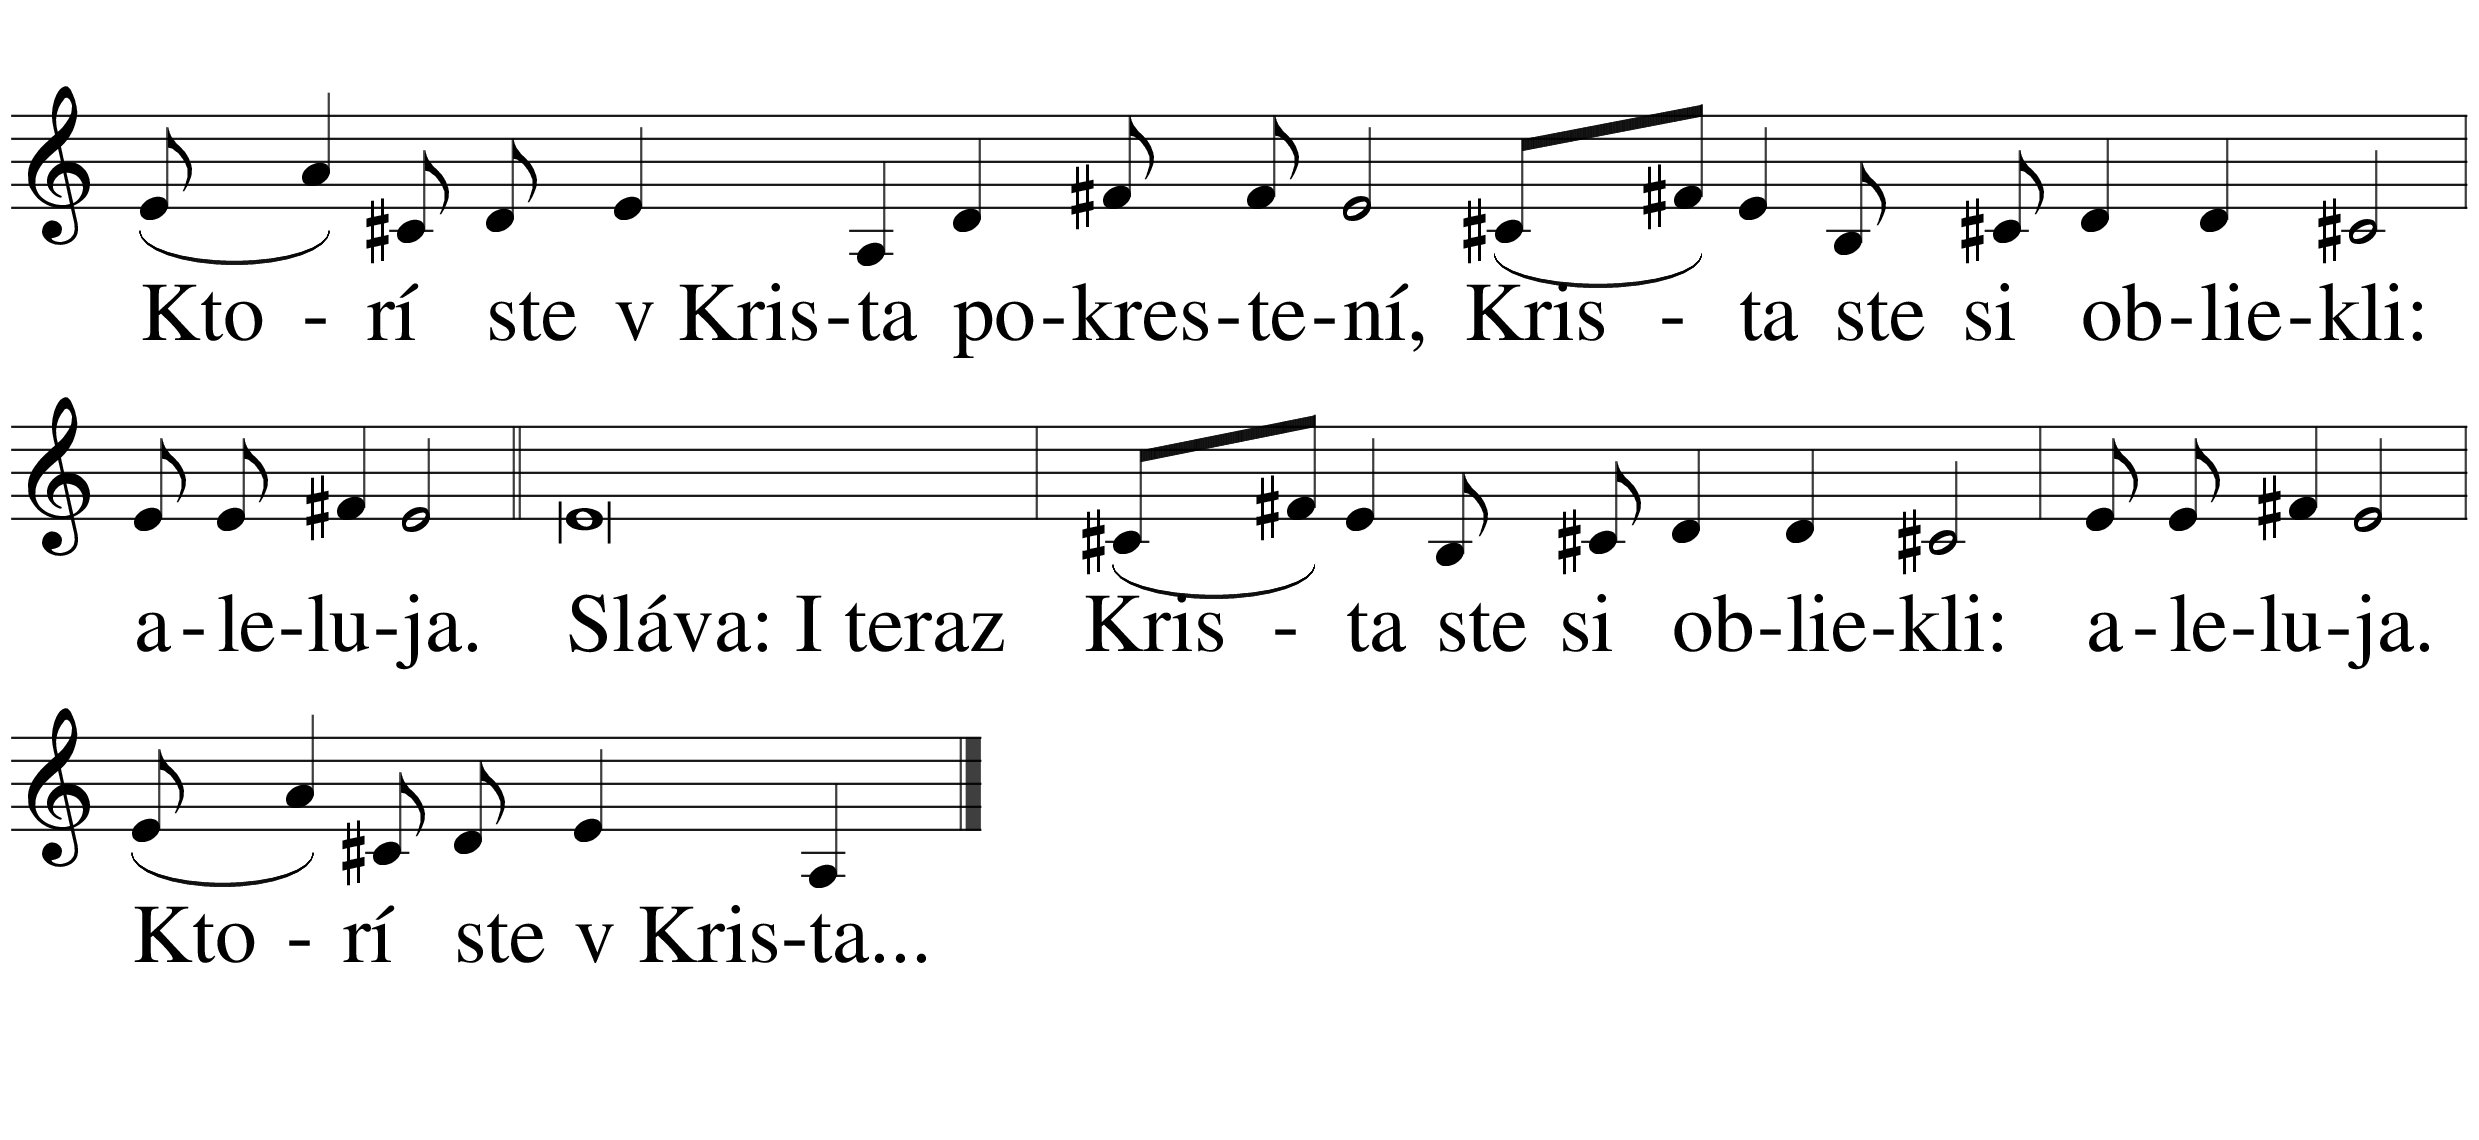 Kto - rí ste v Kris-ta po-kres-te-ní, Kris - ta ste si ob-lie-kli:
a-le-lu-ja. Sláva: I teraz Kris - ta ste si ob-lie-kli: a-le-lu-ja.
Kto - rí ste v Kris-ta...